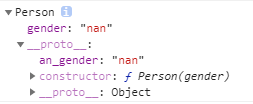 ▼ Person i
gender: "nan"
▼ __proto__:
an_gender: "nan"
▶ constructor: ƒ Person(gender)
▶ __proto__: Object